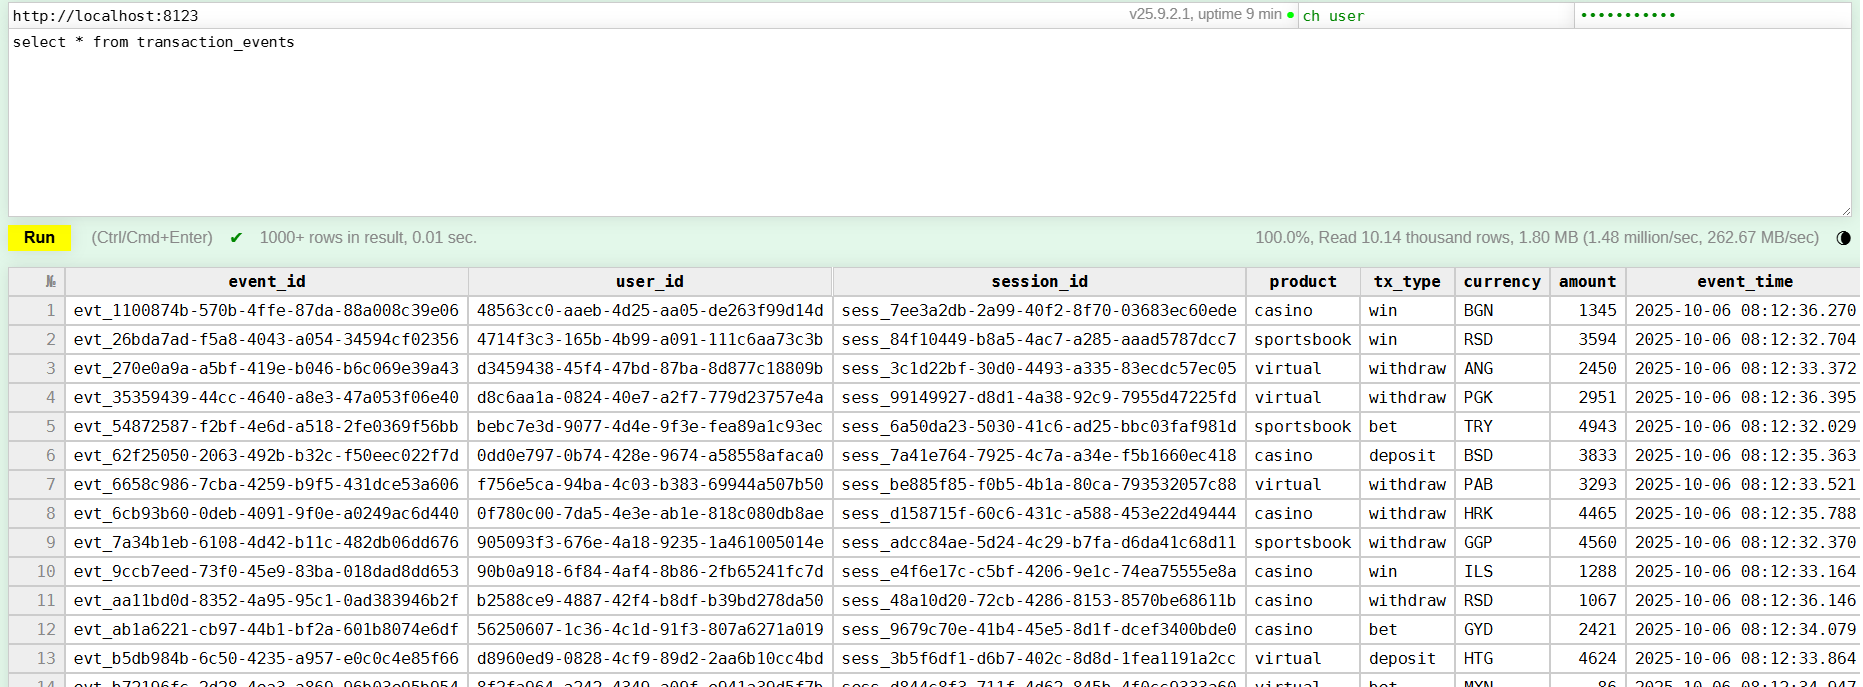 http://localhost:8123 v25.9.2.1, uptime 9 min ch user •••••••••••
select * from transaction_events
Run (Ctrl/Cmd+Enter) ✔ 1000+ rows in result, 0.01 sec. 100.0%, Read 10.14 thousand rows, 1.80 MB (1.48 million/sec, 262.67 MB/sec)
№ event_id user_id session_id product tx_type currency amount event_time
1 evt_1100874b-570b-4ffe-87da-88a008c39e06 48563cc0-aaeb-4d25-aa05-de263f99d14d sess_7ee3a2db-2a99-40f2-8f70-03683ec60ede casino win BGN 1345 2025-10-06 08:12:36.270
2 evt_26bda7ad-f5a8-4043-a054-34594cf02356 4714f3c3-165b-4b99-a091-111c6aa73c3b sess_84f10449-b8a5-4ac7-a285-aaad5787dcc7 sportsbook win RSD 3594 2025-10-06 08:12:32.704
3 evt_270e0a9a-a5bf-419e-b046-b6c069e39a43 d3459438-45f4-47bd-87ba-8d877c18809b sess_3c1d22bf-30d0-4493-a335-83ecdc57ec05 virtual withdraw ANG 2450 2025-10-06 08:12:33.372
4 evt_35359439-44cc-4640-a8e3-47a053f06e40 d8c6aa1a-0824-40e7-a2f7-779d23757e4a sess_99149927-d8d1-4a38-92c9-7955d47225fd virtual withdraw PGK 2951 2025-10-06 08:12:36.395
5 evt_54872587-f2bf-4e6d-a518-2fe0369f56bb bebc7e3d-9077-4d4e-9f3e-fea89a1c93ec sess_6a50da23-5030-41c6-ad25-bbc03faf981d sportsbook bet TRY 4943 2025-10-06 08:12:32.029
6 evt_62f25050-2063-492b-b32c-f50eec022f7d 0dd0e797-0b74-428e-9674-a58558afaca0 sess_7a41e764-7925-4c7a-a34e-f5b1660ec418 casino deposit BSD 3833 2025-10-06 08:12:35.363
7 evt_6658c986-7cba-4259-b9f5-431dce53a606 f756e5ca-94ba-4c03-b383-69944a507b50 sess_be885f85-f0b5-4b1a-80ca-793532057c88 virtual withdraw PAB 3293 2025-10-06 08:12:33.521
8 evt_6cb93b60-0deb-4091-9f0e-a0249ac6d440 0f780c00-7da5-4e3e-ab1e-818c080db8ae sess_d158715f-60c6-431c-a588-453e22d49444 casino withdraw HRK 4465 2025-10-06 08:12:35.788
9 evt_7a34b1eb-6108-4d42-b11c-482db06dd676 905093f3-676e-4a18-9235-1a461005014e sess_adcc84ae-5d24-4c29-b7fa-d6da41c68d11 sportsbook withdraw GGP 4560 2025-10-06 08:12:32.370
10 evt_9ccb7eed-73f0-45e9-83ba-018dad8dd653 90b0a918-6f84-4af4-8b86-2fb65241fc7d sess_e4f6e17c-c5bf-4206-9e1c-74ea75555e8a casino win ILS 1288 2025-10-06 08:12:33.164
11 evt_aa11bd0d-8352-4a95-95c1-0ad383946b2f b2588ce9-4887-42f4-b8df-b39bd278da50 sess_48a10d20-72cb-4286-8153-8570be68611b casino withdraw RSD 1067 2025-10-06 08:12:36.146
12 evt_ab1a6221-cb97-44b1-bf2a-601b8074e6df 56250607-1c36-4c1d-91f3-807a6271a019 sess_9679c70e-41b4-45e5-8d1f-dcef3400bde0 casino bet GYD 2421 2025-10-06 08:12:34.079
13 evt_b5db984b-6c50-4235-a957-e0c0c4e85f66 d8960ed9-0828-4cf9-89d2-2aa6b10cc4bd sess_3b5f6df1-d6b7-402c-8d8d-1fea1191a2cc virtual deposit HTG 4624 2025-10-06 08:12:33.864
14 virtual bet MXN 86 2025-10-06 08:12:34.947